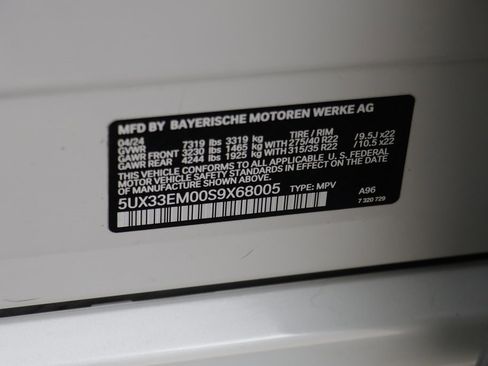 MFD BY BAYERISCHE MOTOREN WERKE AG
04/24 7319 lbs 3319 kg TIRE / RIM
GVWR
GAWR FRONT 3230 lbs 1465 kg 275/40 R22 / 9.5J x22
GAWR REAR 4244 lbs 1925 kg 315/35 R22 / 10.5 x22
THIS VEHICLE CONFORMS TO ALL APPLICABLE U.S. FEDERAL
MOTOR VEHICLE SAFETY STANDARDS IN EFFECT ON THE DATE
OF MANUFACTURE SHOWN ABOVE.
5UX33EM00S9X68005 TYPE: MPV
A96
7 320 729